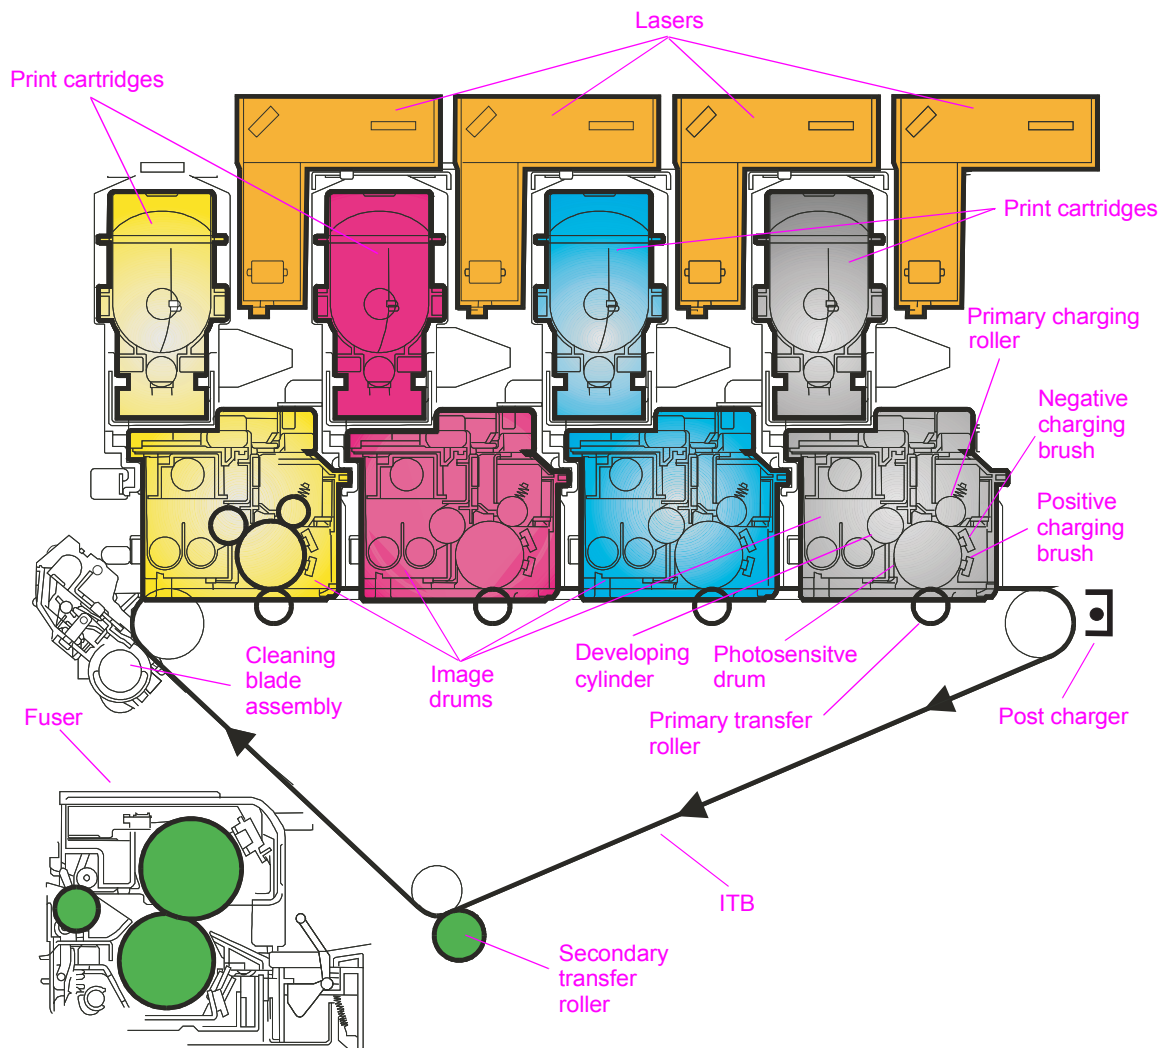 Lasers
Print cartridges
Print cartridges
Primary charging
roller
Negative
charging
brush
Positive
charging
brush
Cleaning
blade
assembly
Image
drums
Developing
cylinder
Photosensitve
drum
Primary transfer
roller
Post charger
Fuser
ITB
Secondary
transfer
roller